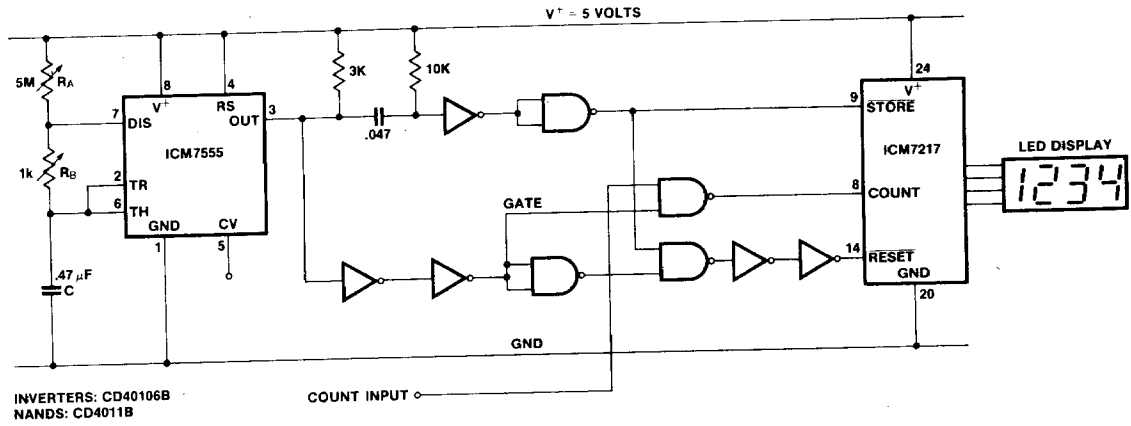 V+ = 5 VOLTS
5M RA
3K
10K
8
4
24
V+
RS
7
DIS
OUT
3
9
V+
STORE
.047
ICM7555
ICM7217
LED DISPLAY
1k RB
2
TR
8
COUNT
1234
6
TH
GATE
GND
CV
1
5
14
RESET
.47 µF
C
GND
20
GND
INVERTERS: CD40106B
NANDS: CD4011B
COUNT INPUT